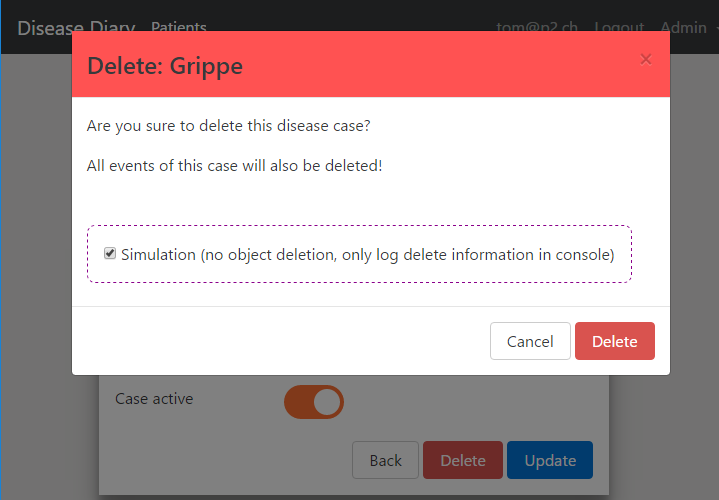 Disease Diary Patients tom@n2.ch Logout Admin
Delete: Grippe ×
Are you sure to delete this disease case?
All events of this case will also be deleted!
Simulation (no object deletion, only log delete information in console)
Cancel Delete
Case active
Back Delete Update